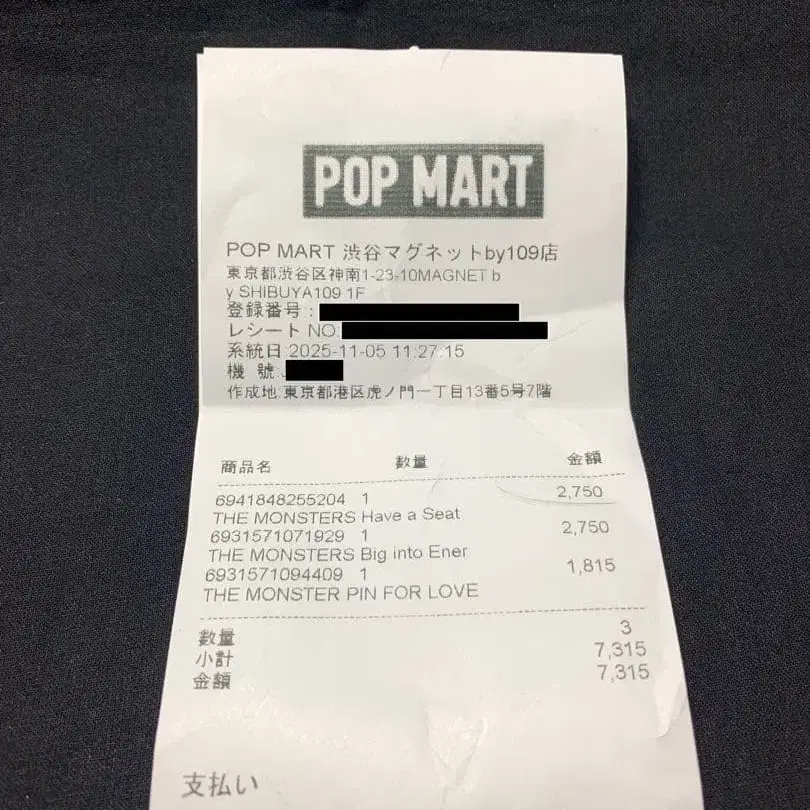 POP MART
POP MART 渋谷マグネットby109店
東京都渋谷区神南1-23-10MAGNET b
y SHIBUYA109 1F
登録番号:
レシート NO
系統日:2025-11-05 11:27:15
機 號:
作成地:東京都港区虎ノ門一丁目13番5号7階
商品名 数量 金額
6941848255204 1 2,750
THE MONSTERS Have a Seat
6931571071929 1 2,750
THE MONSTERS Big into Ener
6931571094409 1 1,815
THE MONSTER PIN FOR LOVE
数量 3
小計 7,315
金額 7,315
支払い